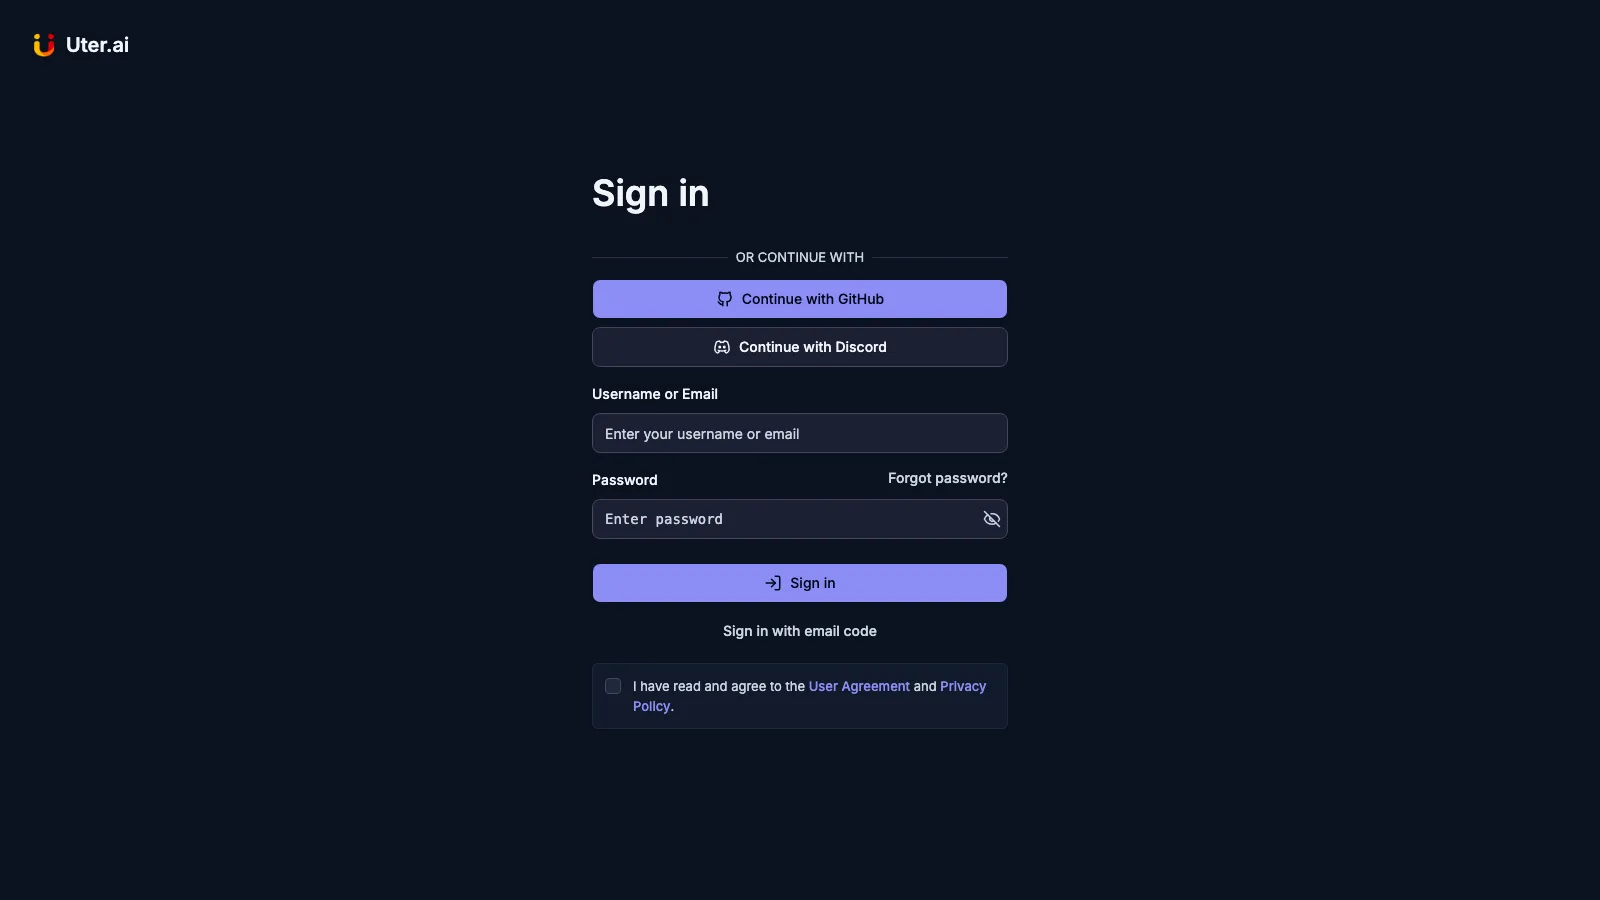 Uter.ai
Sign in
OR CONTINUE WITH
Continue with GitHub
Continue with Discord
Username or Email
Enter your username or email
Password
Forgot password?
Enter password
Sign in
Sign in with email code
I have read and agree to the User Agreement and Privacy
Policy.